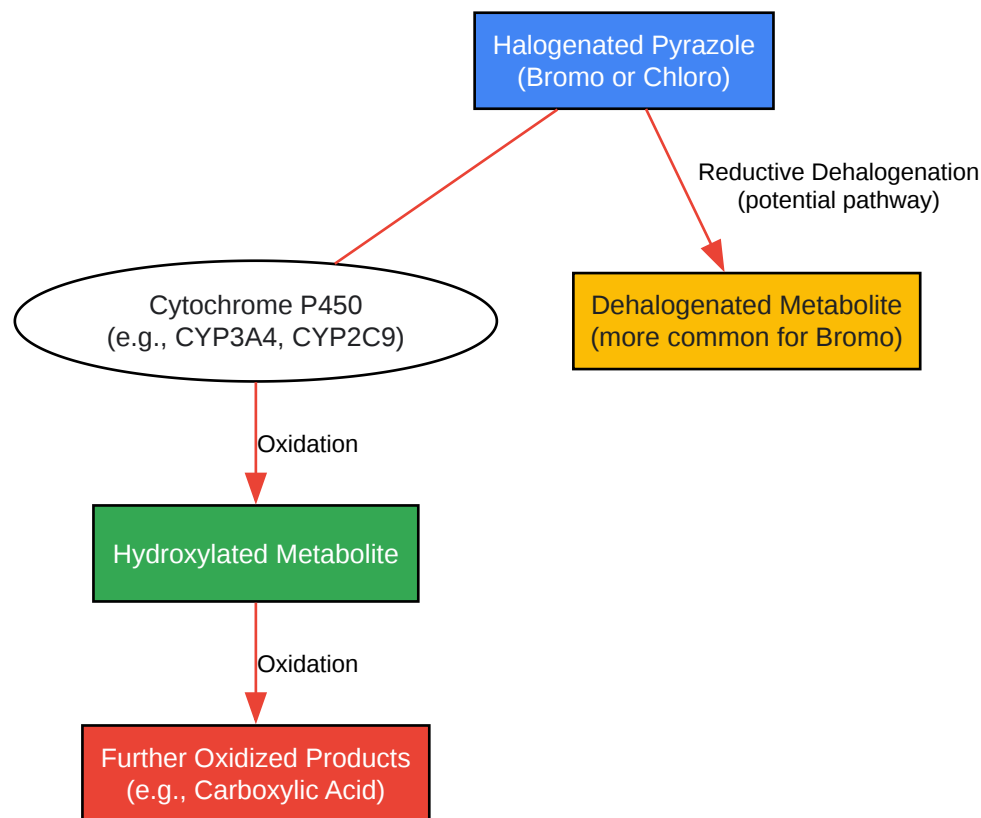 Halogenated Pyrazole
(Bromo or Chloro)
Reductive Dehalogenation
(potential pathway)
Cytochrome P450
(e.g., CYP3A4, CYP2C9)
Dehalogenated Metabolite
(more common for Bromo)
Oxidation
Hydroxylated Metabolite
Oxidation
Further Oxidized Products
(e.g., Carboxylic Acid)